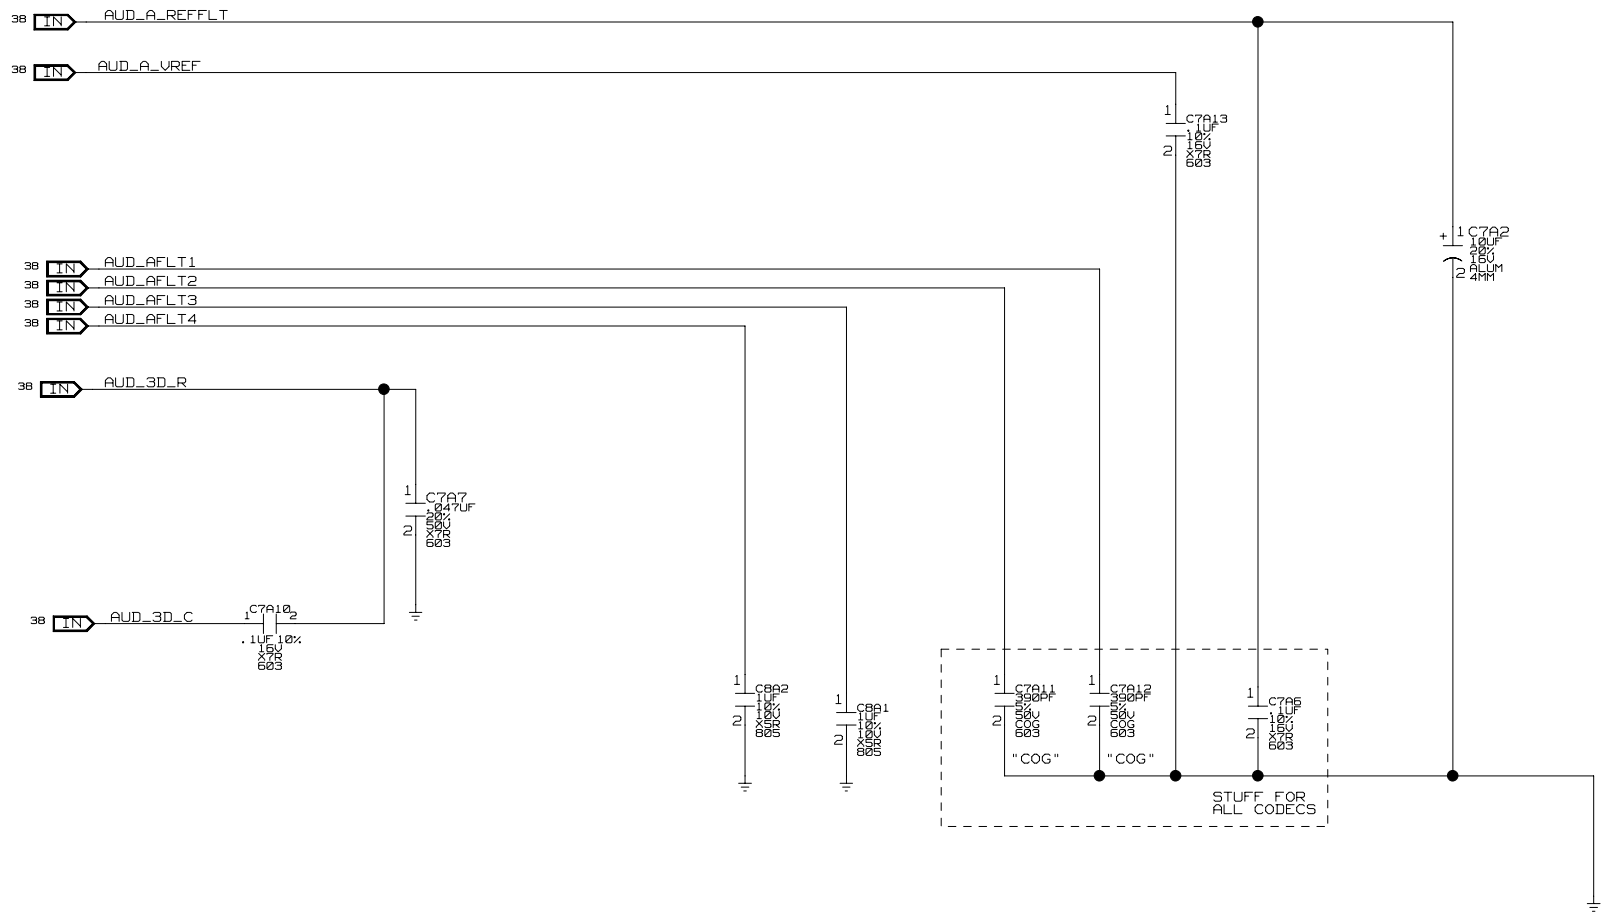 38 IN AUD_A_REFFLT
38 IN AUD_A_VREF
1 C7A13
.1UF
10%
16V
2 X7R
603
+ 1 C7A2
10UF
20%
16V
2 ALUM
4MM
38 IN AUD_AFLT1
38 IN AUD_AFLT2
38 IN AUD_AFLT3
38 IN AUD_AFLT4
38 IN AUD_3D_R
1 C7A7
.047UF
20%
50V
2 X7R
603
38 IN AUD_3D_C
1 C7A10 2
.1UF 10%
16V
X7R
603
1 C8A2
1UF
10%
10V
2 X5R
805
1 C8A1
1UF
10%
10V
2 X5R
805
1 C7A11
390PF
5%
50V
2 COG
603
"COG"
1 C7A12
390PF
5%
50V
2 COG
603
"COG"
1 C7A6
.1UF
10%
16V
2 X7R
603
STUFF FOR
ALL CODECS